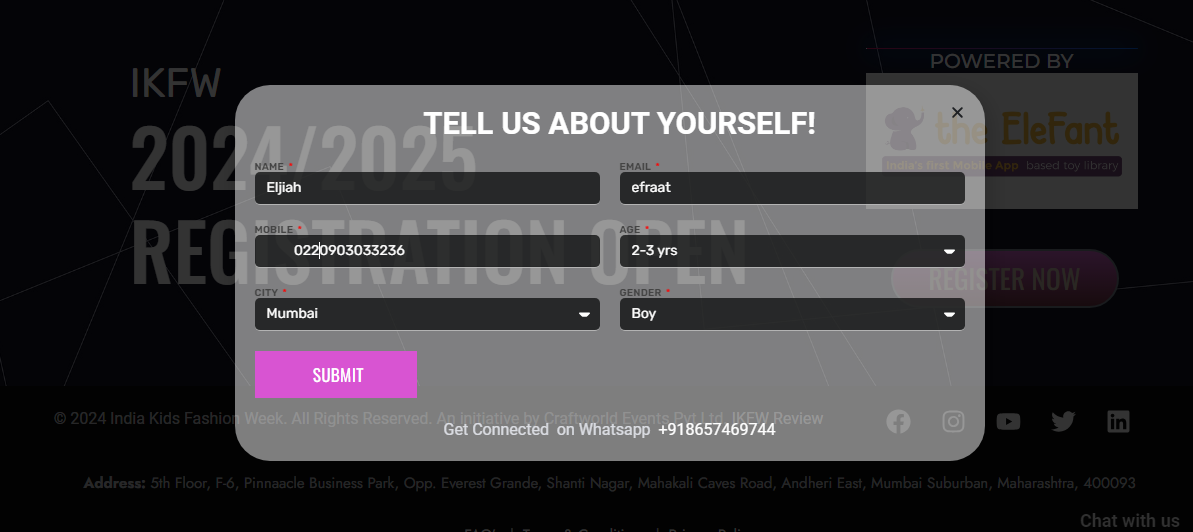 IKFW
POWERED BY
2024/2025
REGISTRATION OPEN
the EleFant
India's first Mobile App based toy library
REGISTER NOW
TELL US ABOUT YOURSELF!
×
NAME *
Eljiah
EMAIL *
efraat
MOBILE *
0220903033236
AGE *
2-3 yrs
CITY *
Mumbai
GENDER *
Boy
SUBMIT
© 2024 India Kids Fashion Week. All Rights Reserved. An initiative by Craftworld Events Pvt Ltd. IKFW Review
Get Connected on Whatsapp +918657469744
Address: 5th Floor, F-6, Pinnaacle Business Park, Opp. Everest Grande, Shanti Nagar, Mahakali Caves Road, Andheri East, Mumbai Suburban, Maharashtra, 400093
Chat with us